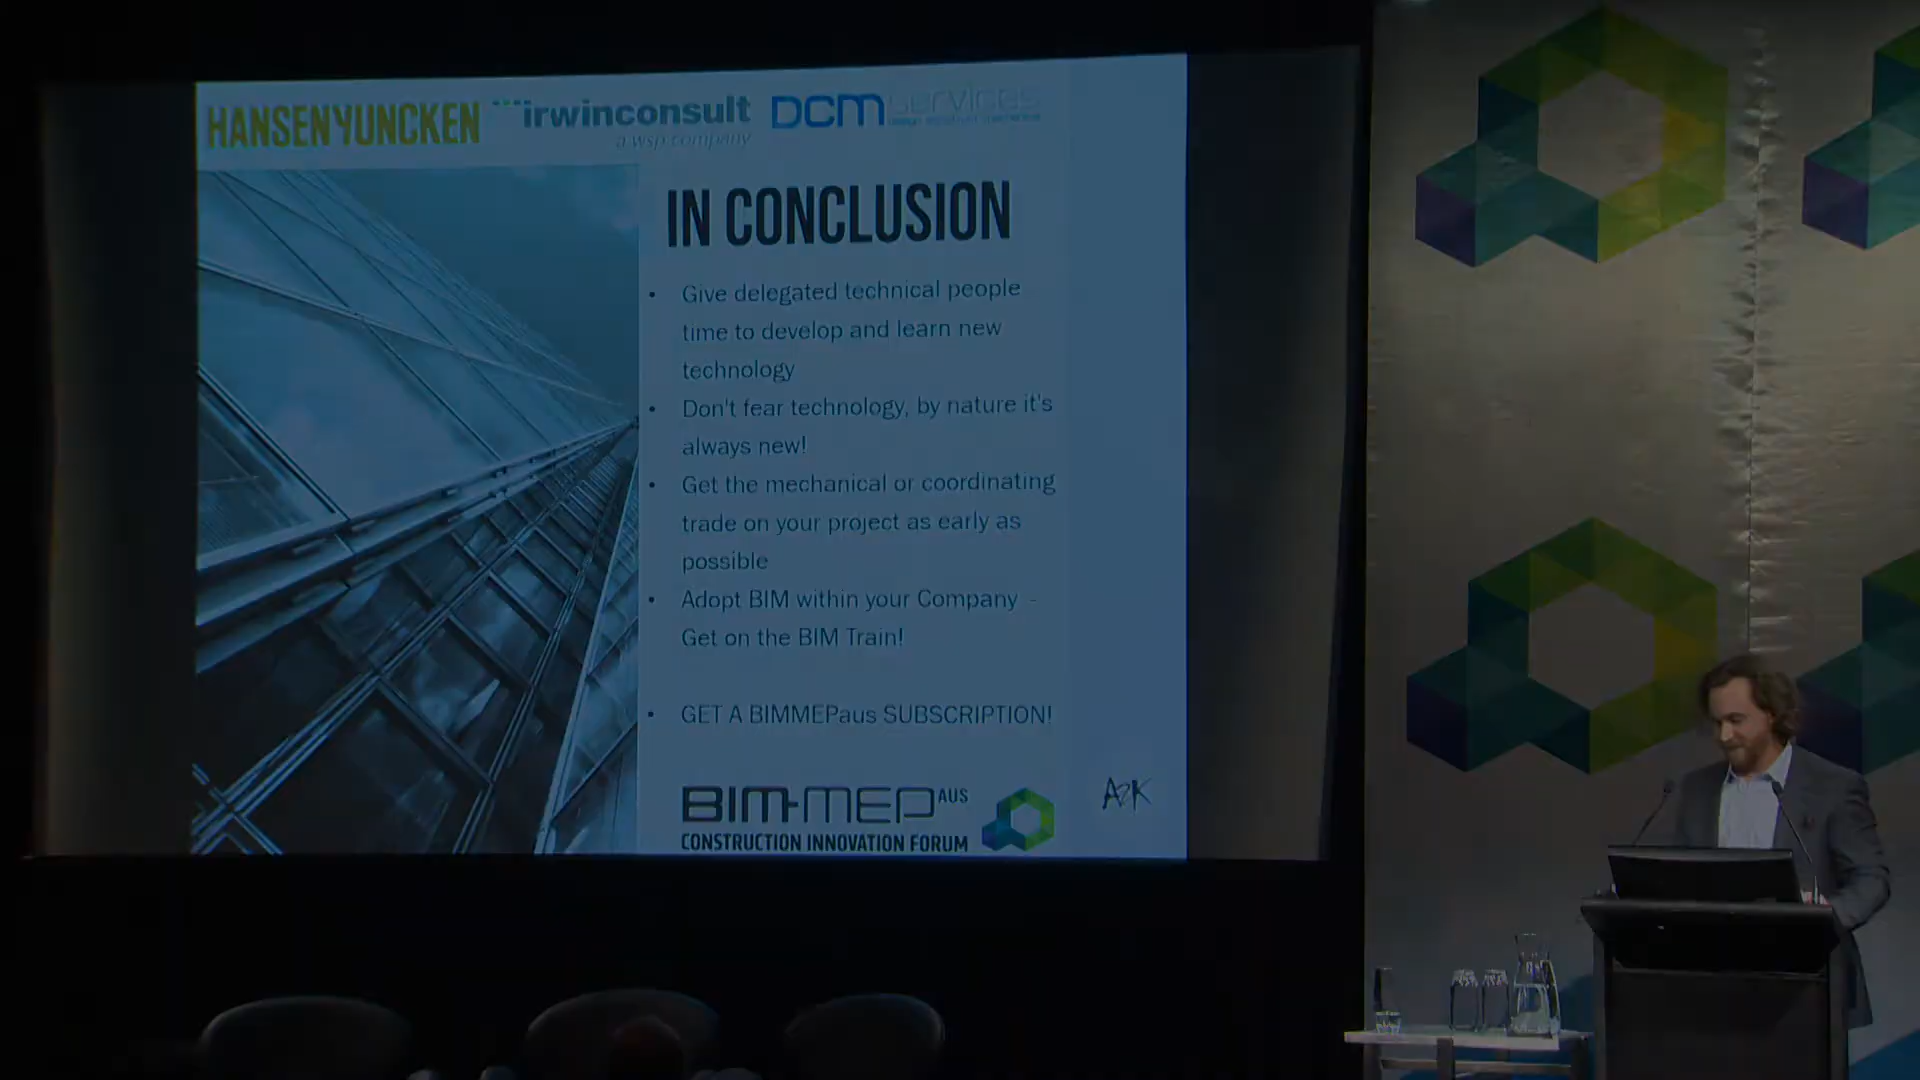 HANSENYUNCKEN
irwinconsult
a wsp company
DCM services
IN CONCLUSION
• Give delegated technical people
time to develop and learn new
technology
• Don't fear technology, by nature it's
always new!
• Get the mechanical or coordinating
trade on your project as early as
possible
• Adopt BIM within your Company -
Get on the BIM Train!
• GET A BIMMEPaus SUBSCRIPTION!
BIM-MEP AUS
CONSTRUCTION INNOVATION FORUM